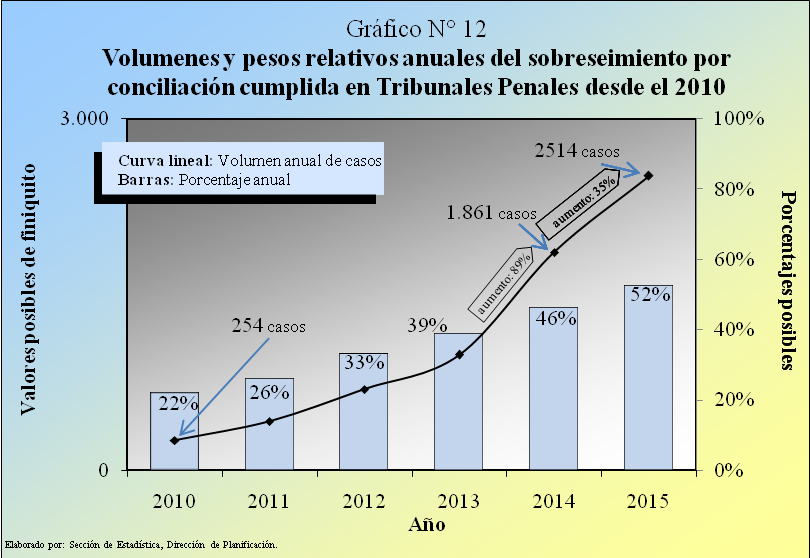 Gráfico N° 12
Volumenes y pesos relativos anuales del sobreseimiento por
conciliación cumplida en Tribunales Penales desde el 2010
3.000
100%
Curva lineal: Volumen anual de casos
Barras: Porcentaje anual
2514 casos
aumento: 35%
80%
1.861 casos
aumento: 89%
60%
Valores posibles de finiquito
Porcentajes posibles
254 casos
22%
26%
33%
39%
46%
52%
40%
20%
0
0%
2010
2011
2012
2013
2014
2015
Año
Elaborado por: Sección de Estadística, Dirección de Planificación.